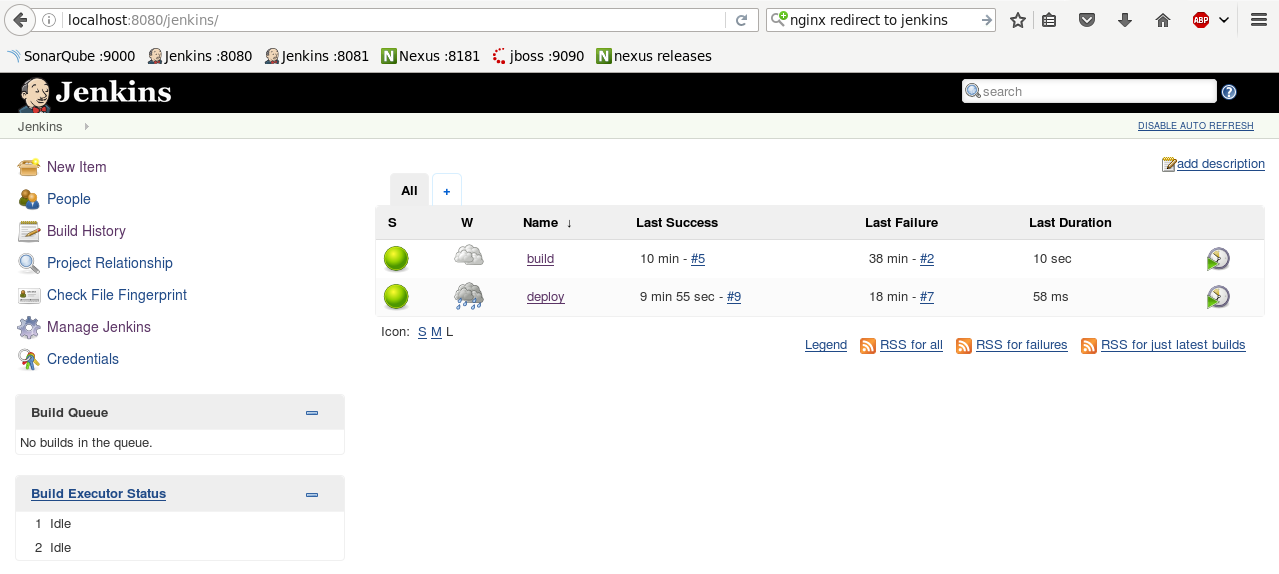 localhost:8080/jenkins/
nginx redirect to jenkins
ABP
SonarQube :9000 Jenkins :8080 Jenkins :8081 Nexus :8181 jboss :9090 nexus releases
Jenkins
search
Jenkins
DISABLE AUTO REFRESH
New Item
People
Build History
Project Relationship
Check File Fingerprint
Manage Jenkins
Credentials
Build Queue
No builds in the queue.
Build Executor Status
1 Idle
2 Idle
add description
All +
S W Name ↓ Last Success Last Failure Last Duration
build 10 min - #5 38 min - #2 10 sec
deploy 9 min 55 sec - #9 18 min - #7 58 ms
Icon: S M L
Legend RSS for all RSS for failures RSS for just latest builds